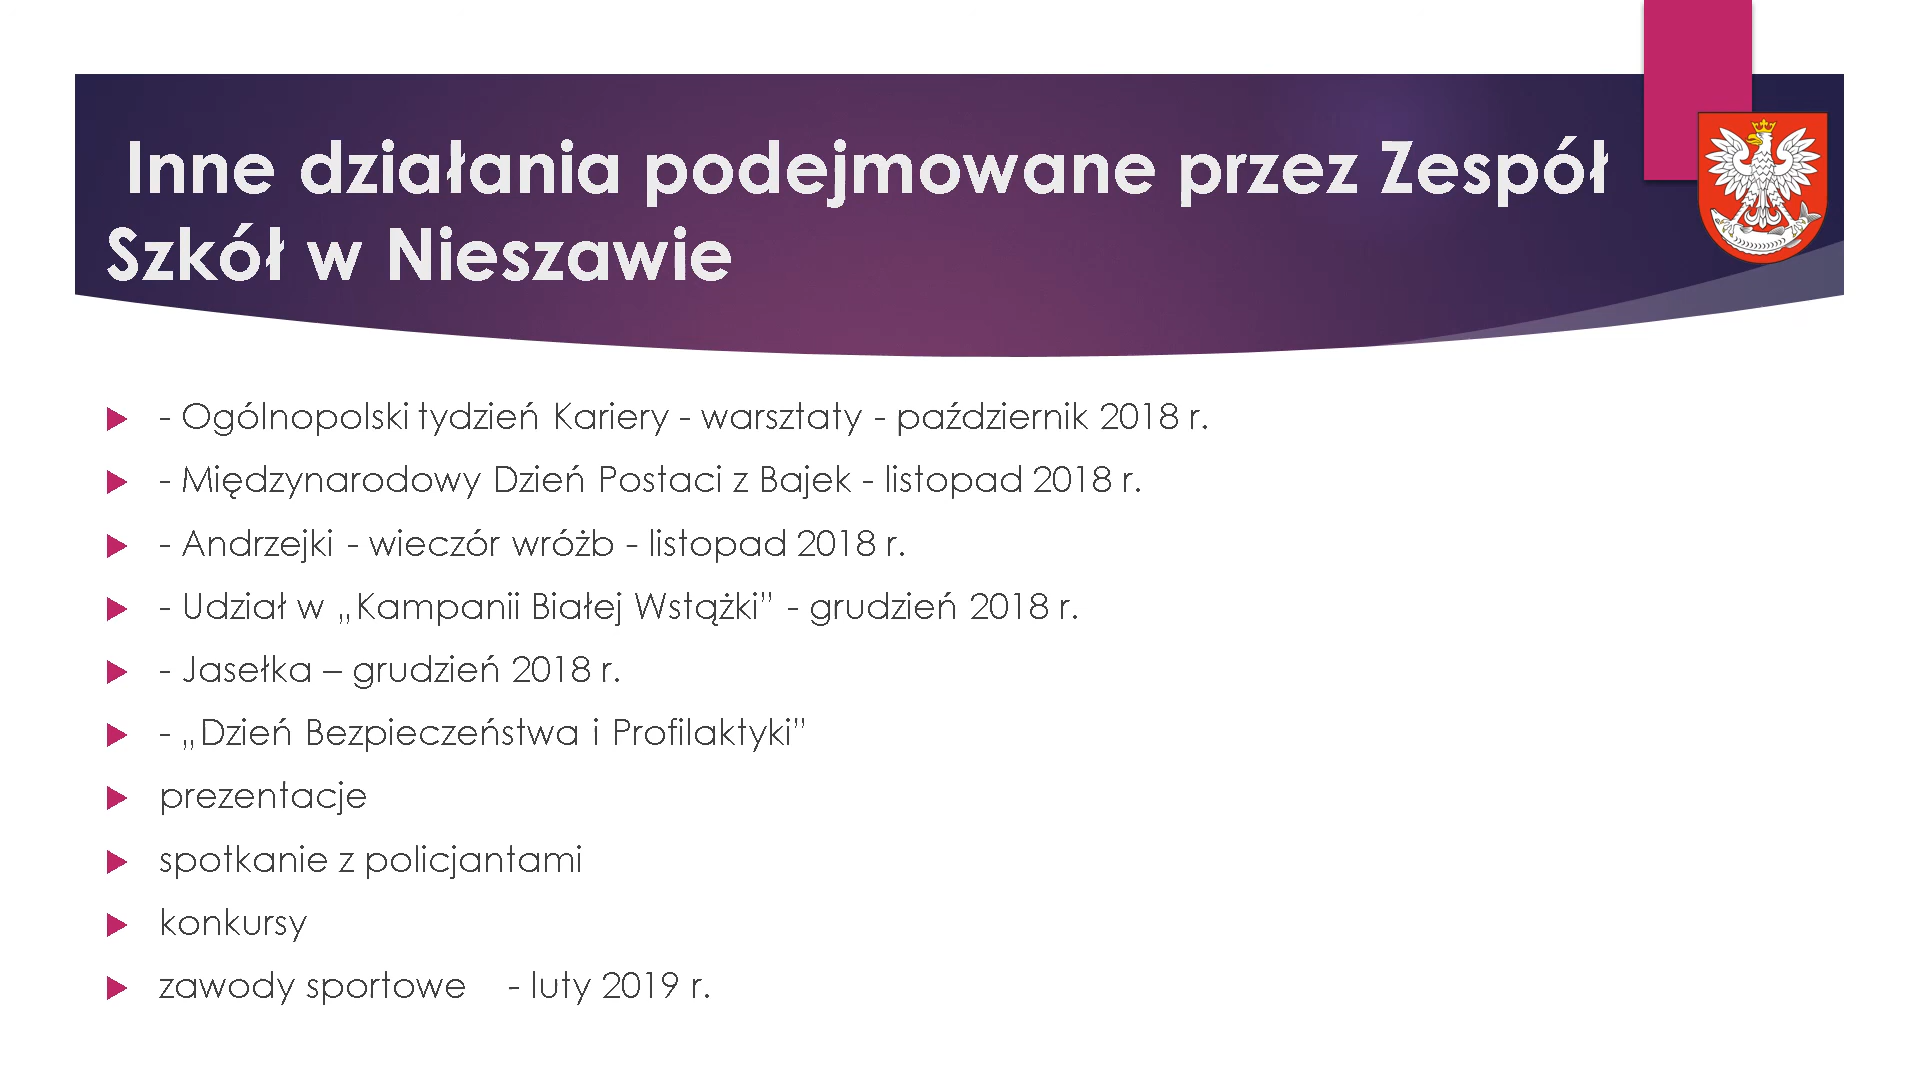 Inne działania podejmowane przez Zespół
Szkół w Nieszawie
- Ogólnopolski tydzień Kariery - warsztaty - październik 2018 r.
- Międzynarodowy Dzień Postaci z Bajek - listopad 2018 r.
- Andrzejki - wieczór wróżb - listopad 2018 r.
- Udział w „Kampanii Białej Wstążki” - grudzień 2018 r.
- Jasełka – grudzień 2018 r.
- „Dzień Bezpieczeństwa i Profilaktyki”
prezentacje
spotkanie z policjantami
konkursy
zawody sportowe - luty 2019 r.